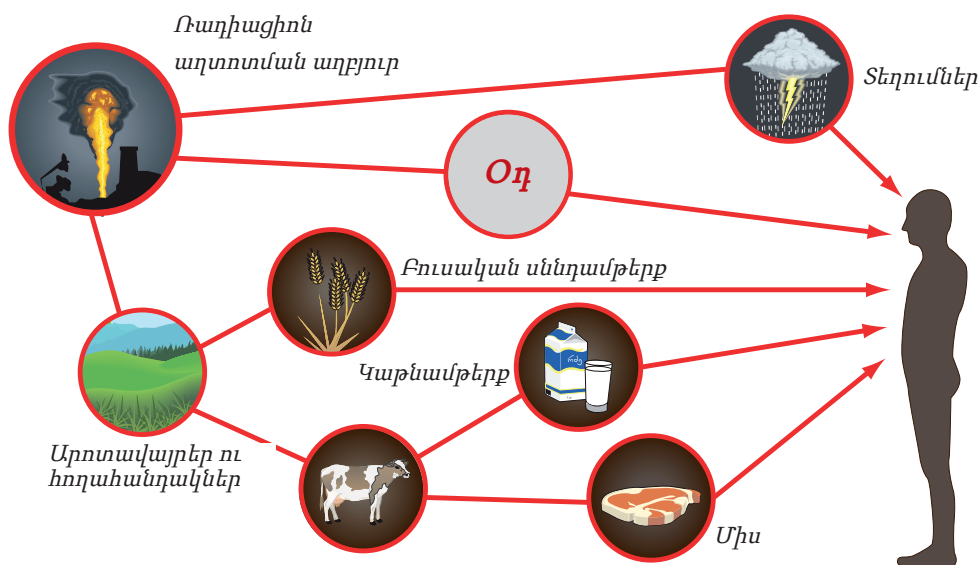 Ռադիացիոն
աղտոտման աղբյուր
Տեղումներ
Օդ
Բուսական սննդամթերք
Կաթնամթերք
Արոտավայրեր ու
հողահանդակներ
Միս